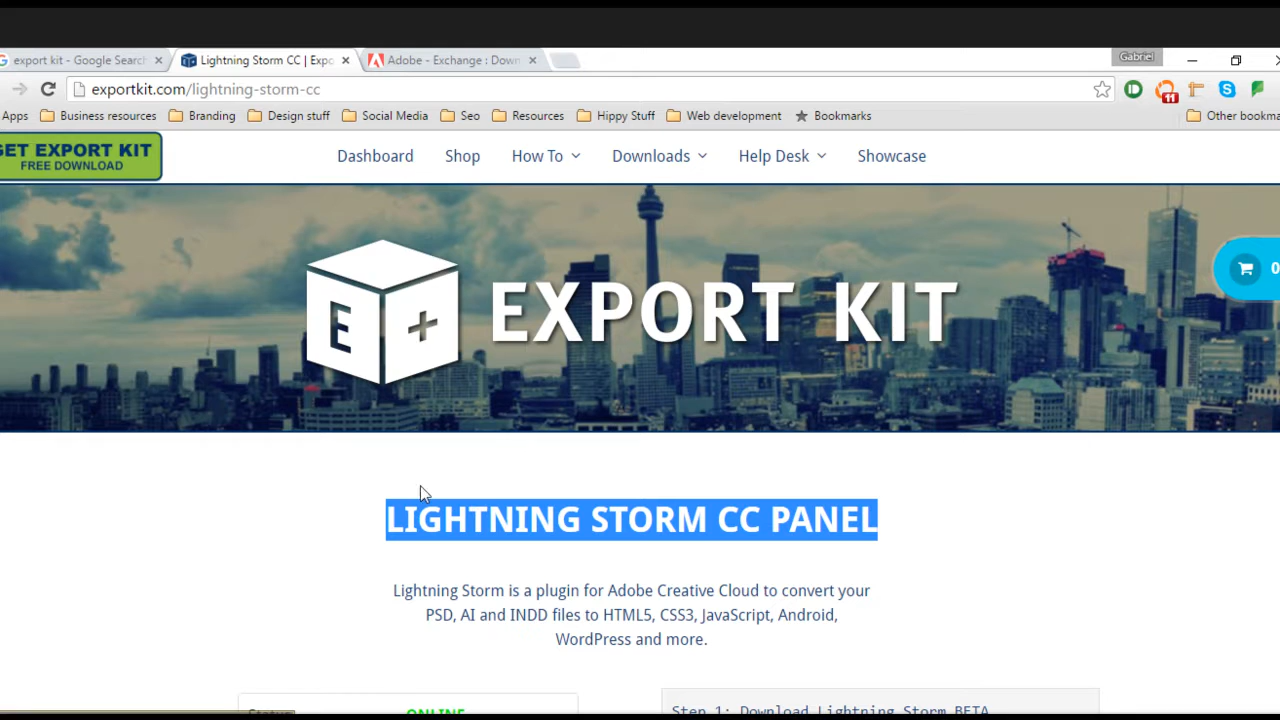 export kit - Google Search
Lightning Storm CC | Expo
Adobe - Exchange : Down
Gabriel
exportkit.com/lightning-storm-cc
Apps Business resources Branding Design stuff Social Media Seo Resources Hippy Stuff Web development Bookmarks Other bookma
11
GET EXPORT KIT
FREE DOWNLOAD
Dashboard Shop How To Downloads Help Desk Showcase
E+ EXPORT KIT
0
LIGHTNING STORM CC PANEL
Lightning Storm is a plugin for Adobe Creative Cloud to convert your
PSD, AI and INDD files to HTML5, CSS3, JavaScript, Android,
WordPress and more.
ONLINE
Step 1: Download Lightning Storm BETA